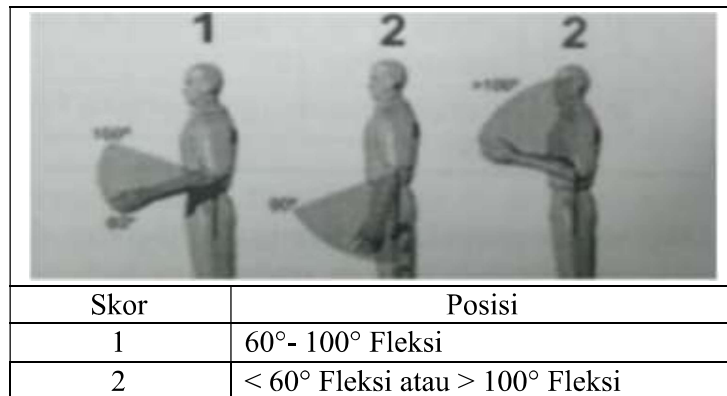 1 2 2
100°
60°
60°
>100°
Skor Posisi
1 60°- 100° Fleksi
2 < 60° Fleksi atau > 100° Fleksi